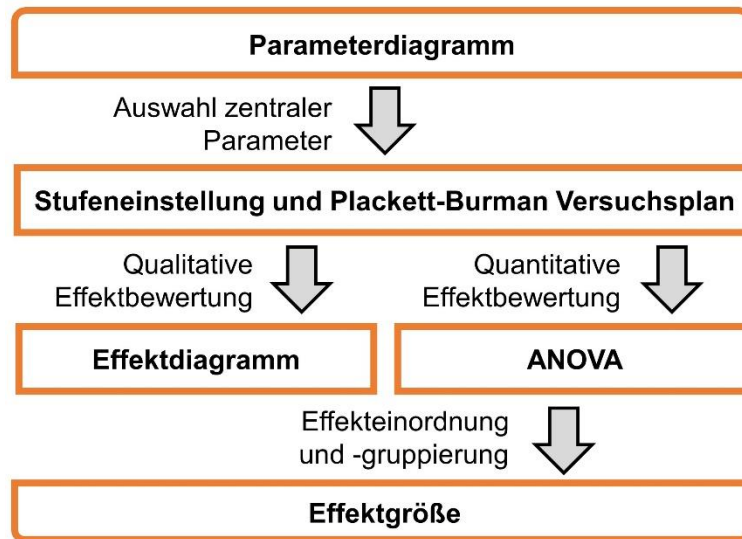 Parameterdiagramm
Auswahl zentraler
Parameter
Stufeneinstellung und Plackett-Burman Versuchsplan
Qualitative
Effektbewertung
Quantitative
Effektbewertung
Effektdiagramm
ANOVA
Effekteinordnung
und -gruppierung
Effektgröße